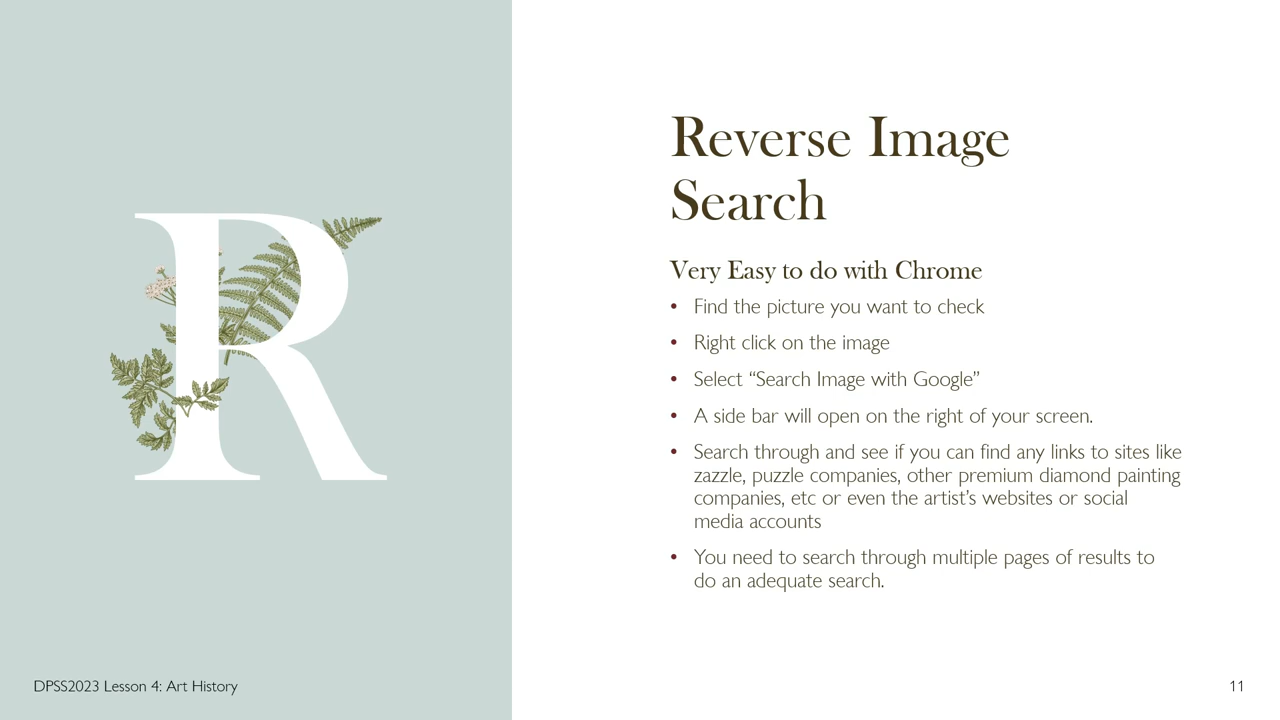 R
Reverse Image
Search
Very Easy to do with Chrome
• Find the picture you want to check
• Right click on the image
• Select “Search Image with Google”
• A side bar will open on the right of your screen.
• Search through and see if you can find any links to sites like
zazzle, puzzle companies, other premium diamond painting
companies, etc or even the artist’s websites or social
media accounts
• You need to search through multiple pages of results to
do an adequate search.
DPSS2023 Lesson 4: Art History
11